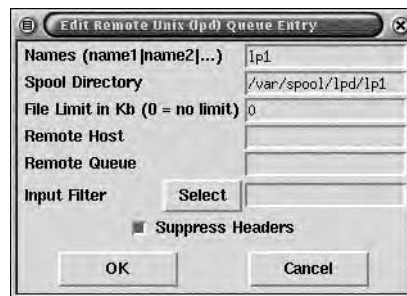 Edit Remote Unix (lpd) Queue Entry
Names (name1|name2|...) lp1
Spool Directory /var/spool/lpd/lp1
File Limit in Kb (0 = no limit) 0
Remote Host
Remote Queue
Input Filter Select
Suppress Headers
OK Cancel